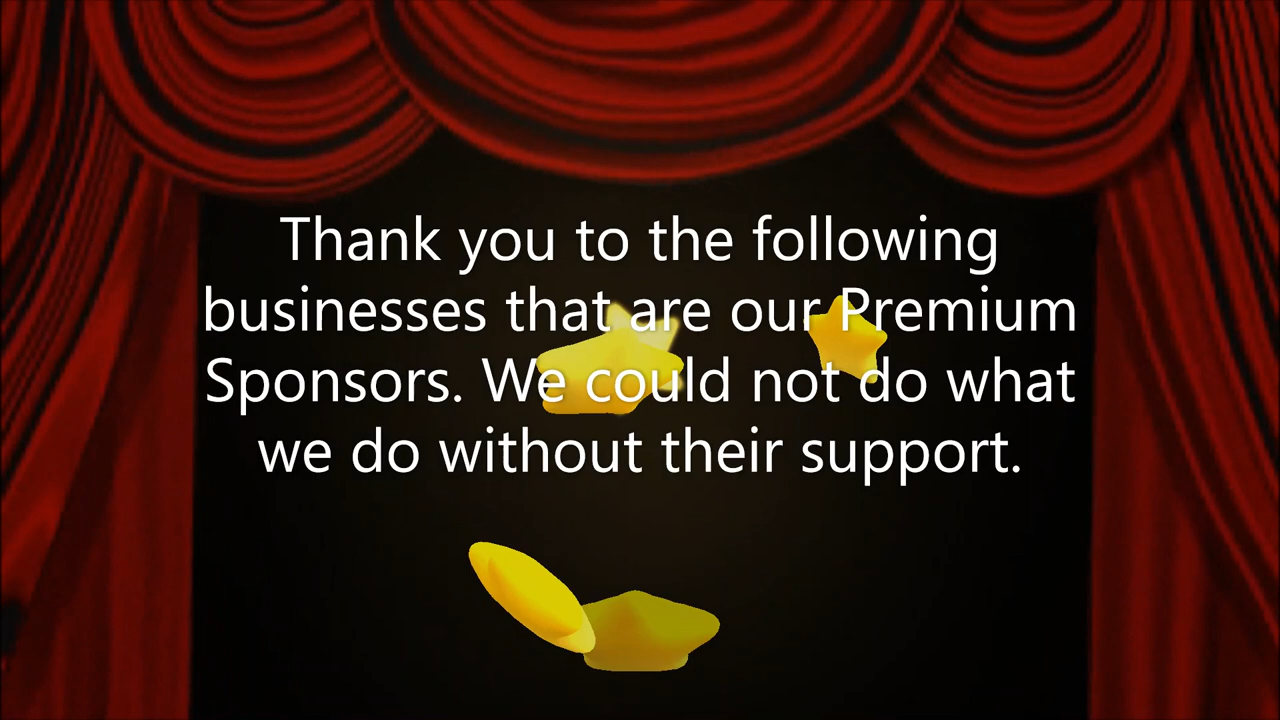 Thank you to the following
businesses that are our Premium
Sponsors. We could not do what
we do without their support.